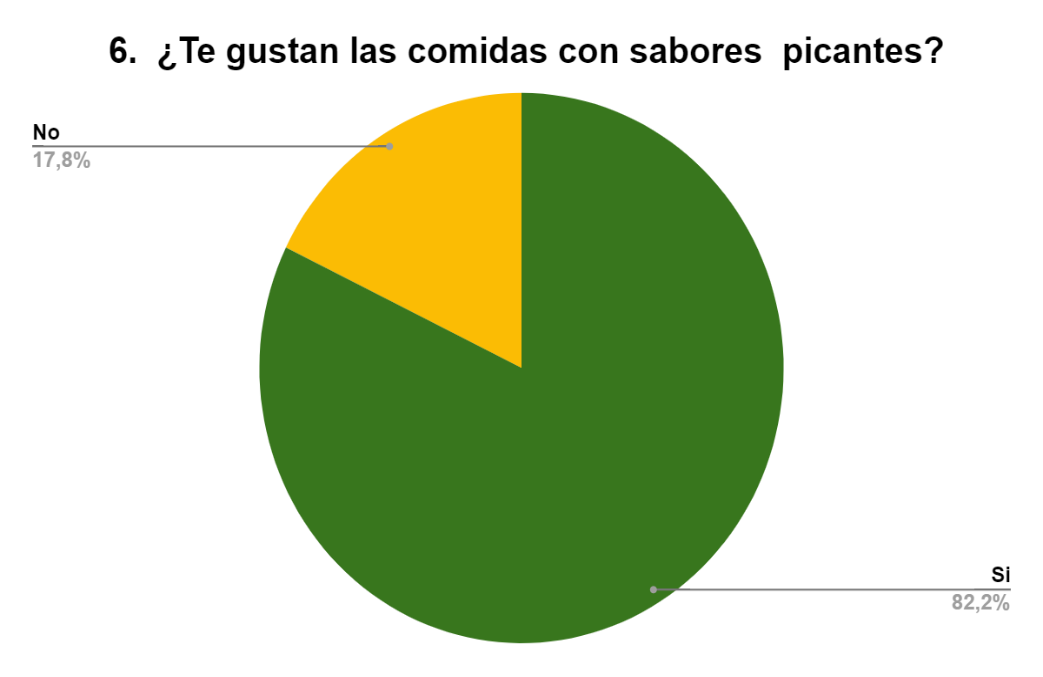 6.  ¿Te gustan las comidas con sabores  picantes?
No
17,8%
Si
82,2%